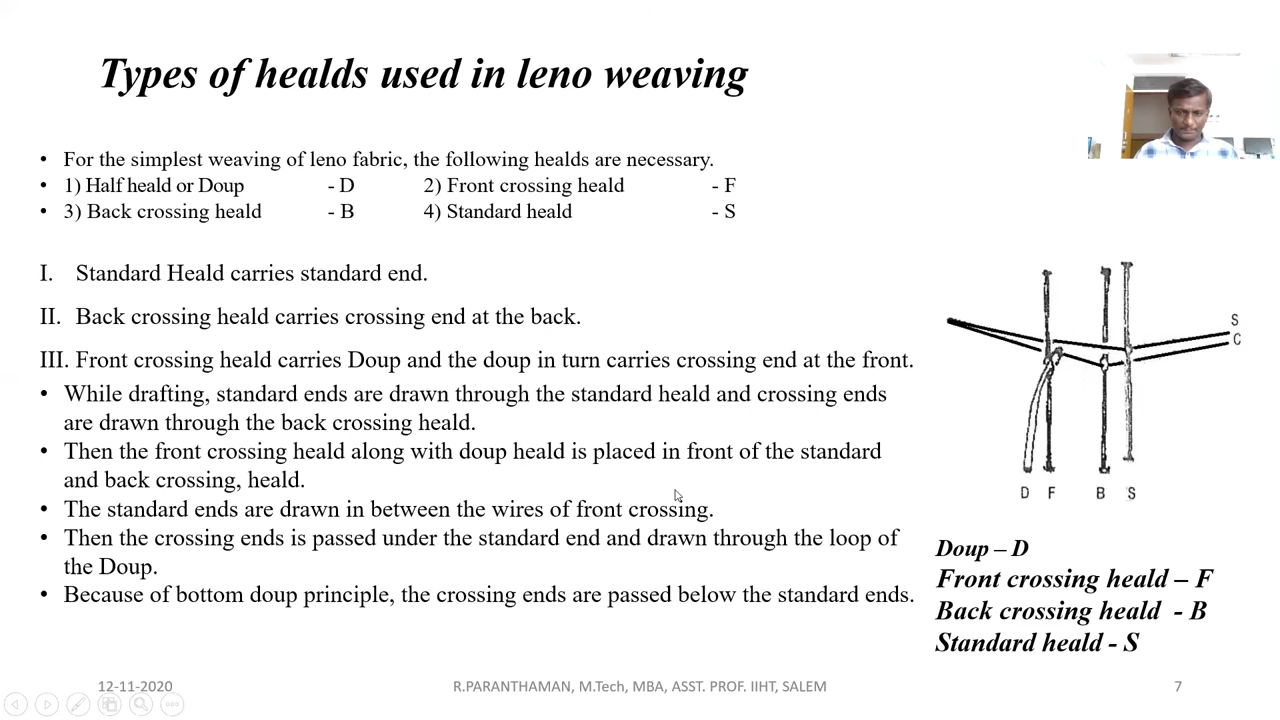 Types of healds used in leno weaving
• For the simplest weaving of leno fabric, the following healds are necessary.
• 1) Half heald or Doup - D 2) Front crossing heald - F
• 3) Back crossing heald - B 4) Standard heald - S
I. Standard Heald carries standard end.
II. Back crossing heald carries crossing end at the back.
III. Front crossing heald carries Doup and the doup in turn carries crossing end at the front.
• While drafting, standard ends are drawn through the standard heald and crossing ends
are drawn through the back crossing heald.
• Then the front crossing heald along with doup heald is placed in front of the standard
and back crossing, heald.
• The standard ends are drawn in between the wires of front crossing.
• Then the crossing ends is passed under the standard end and drawn through the loop of
the Doup.
• Because of bottom doup principle, the crossing ends are passed below the standard ends.
S
C
D F B S
Doup – D
Front crossing heald – F
Back crossing heald - B
Standard heald - S
12-11-2020 R.PARANTHAMAN, M.Tech, MBA, ASST. PROF. IIHT, SALEM 7